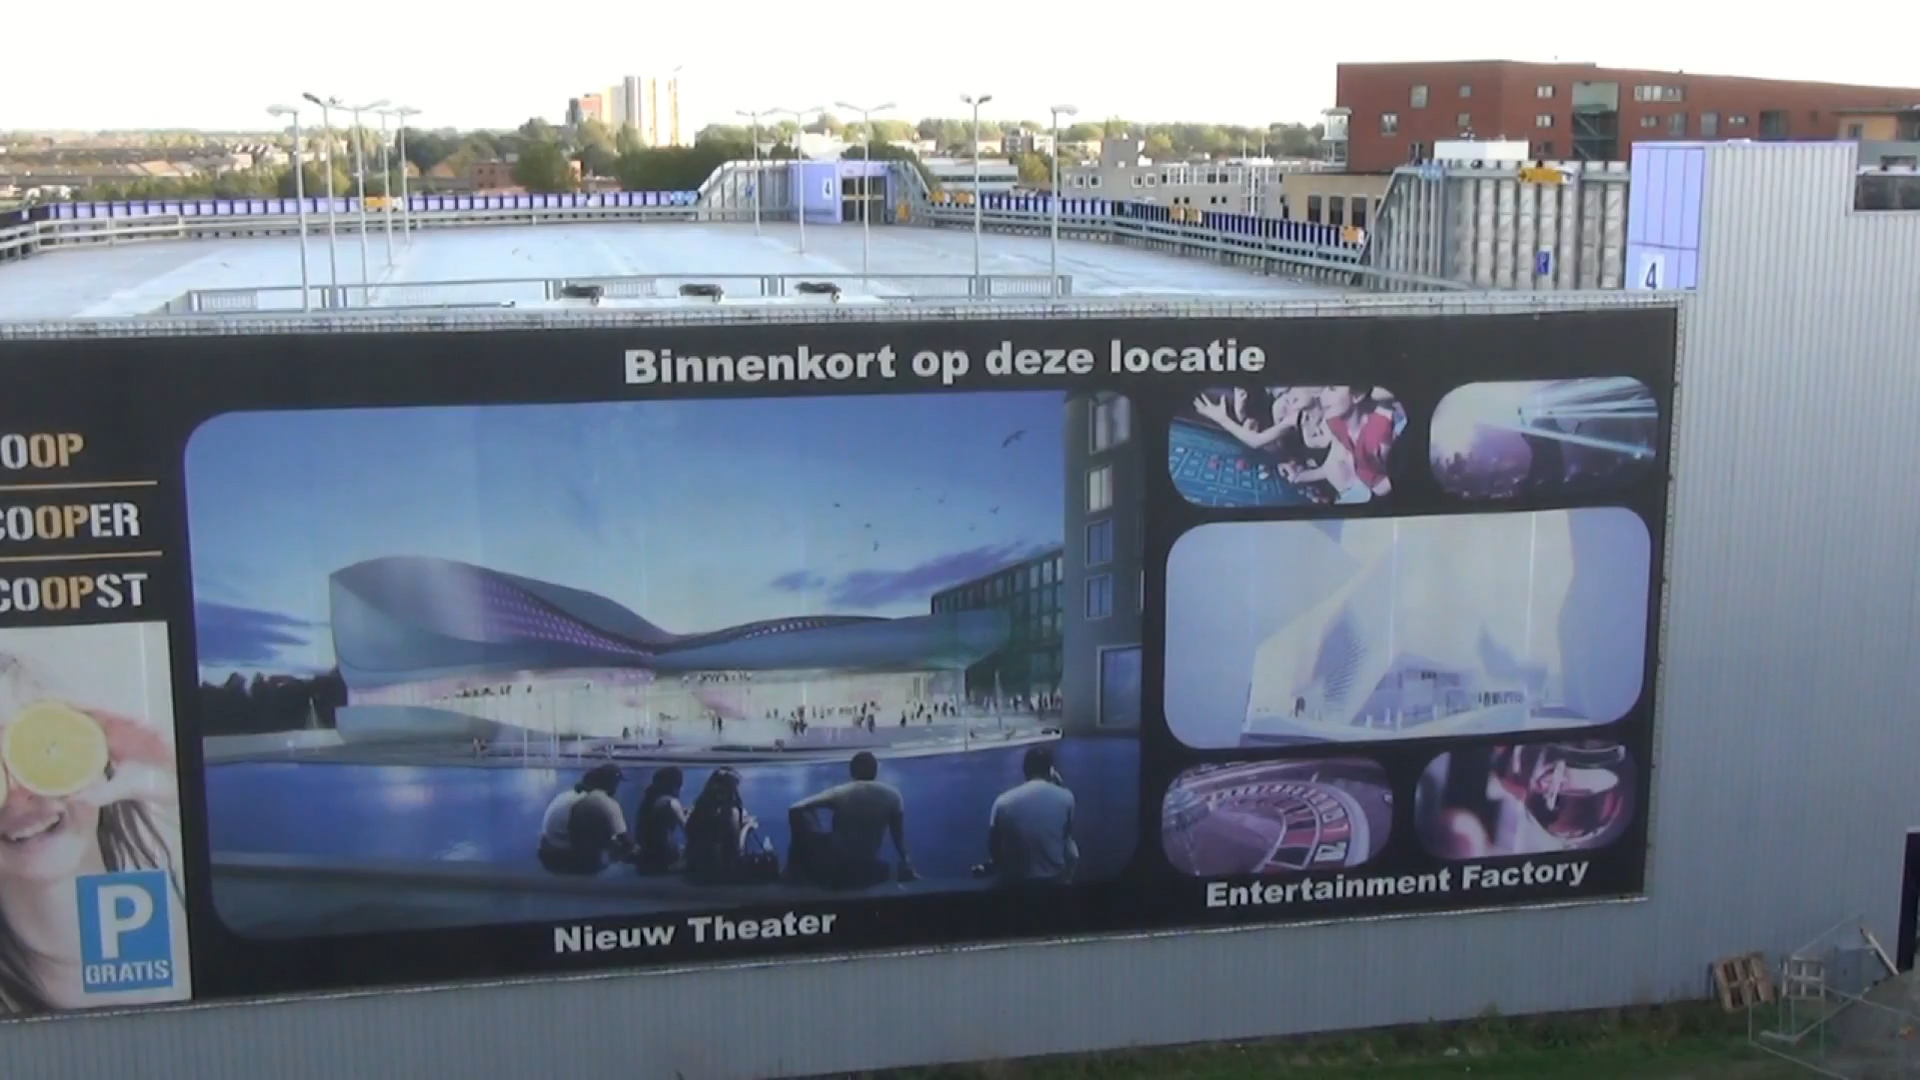 4
4
Binnenkort op deze locatie
OOP
COOPER
COOPST
P
GRATIS
Nieuw Theater
Entertainment Factory